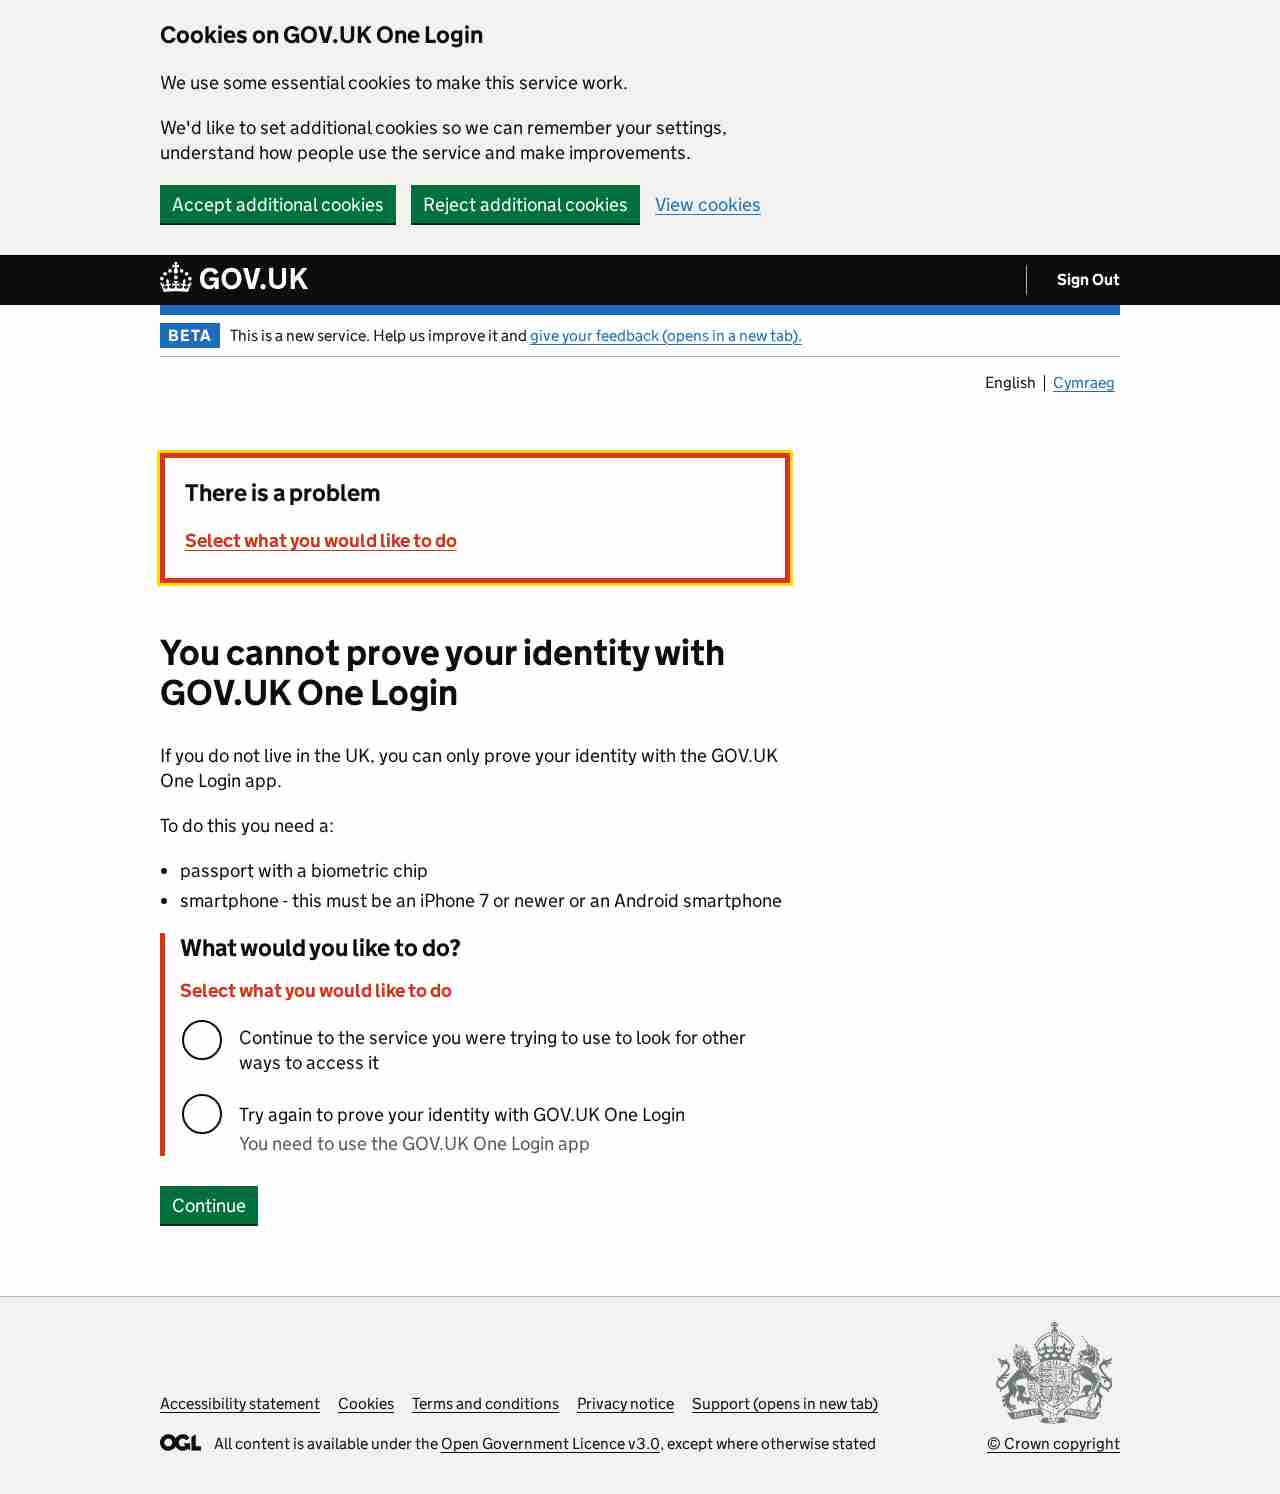 Cookies on GOV.UK One Login
We use some essential cookies to make this service work.
We'd like to set additional cookies so we can remember your settings,
understand how people use the service and make improvements.
Accept additional cookies Reject additional cookies View cookies
GOV.UK Sign Out
BETA This is a new service. Help us improve it and give your feedback (opens in a new tab).
English Cymraeg
There is a problem
Select what you would like to do
You cannot prove your identity with
GOV.UK One Login
If you do not live in the UK, you can only prove your identity with the GOV.UK
One Login app.
To do this you need a:
• passport with a biometric chip
• smartphone - this must be an iPhone 7 or newer or an Android smartphone
What would you like to do?
Select what you would like to do
Continue to the service you were trying to use to look for other
ways to access it
Try again to prove your identity with GOV.UK One Login
You need to use the GOV.UK One Login app
Continue
Accessibility statement Cookies Terms and conditions Privacy notice Support (opens in new tab)
OGL All content is available under the Open Government Licence v3.0, except where otherwise stated
© Crown copyright